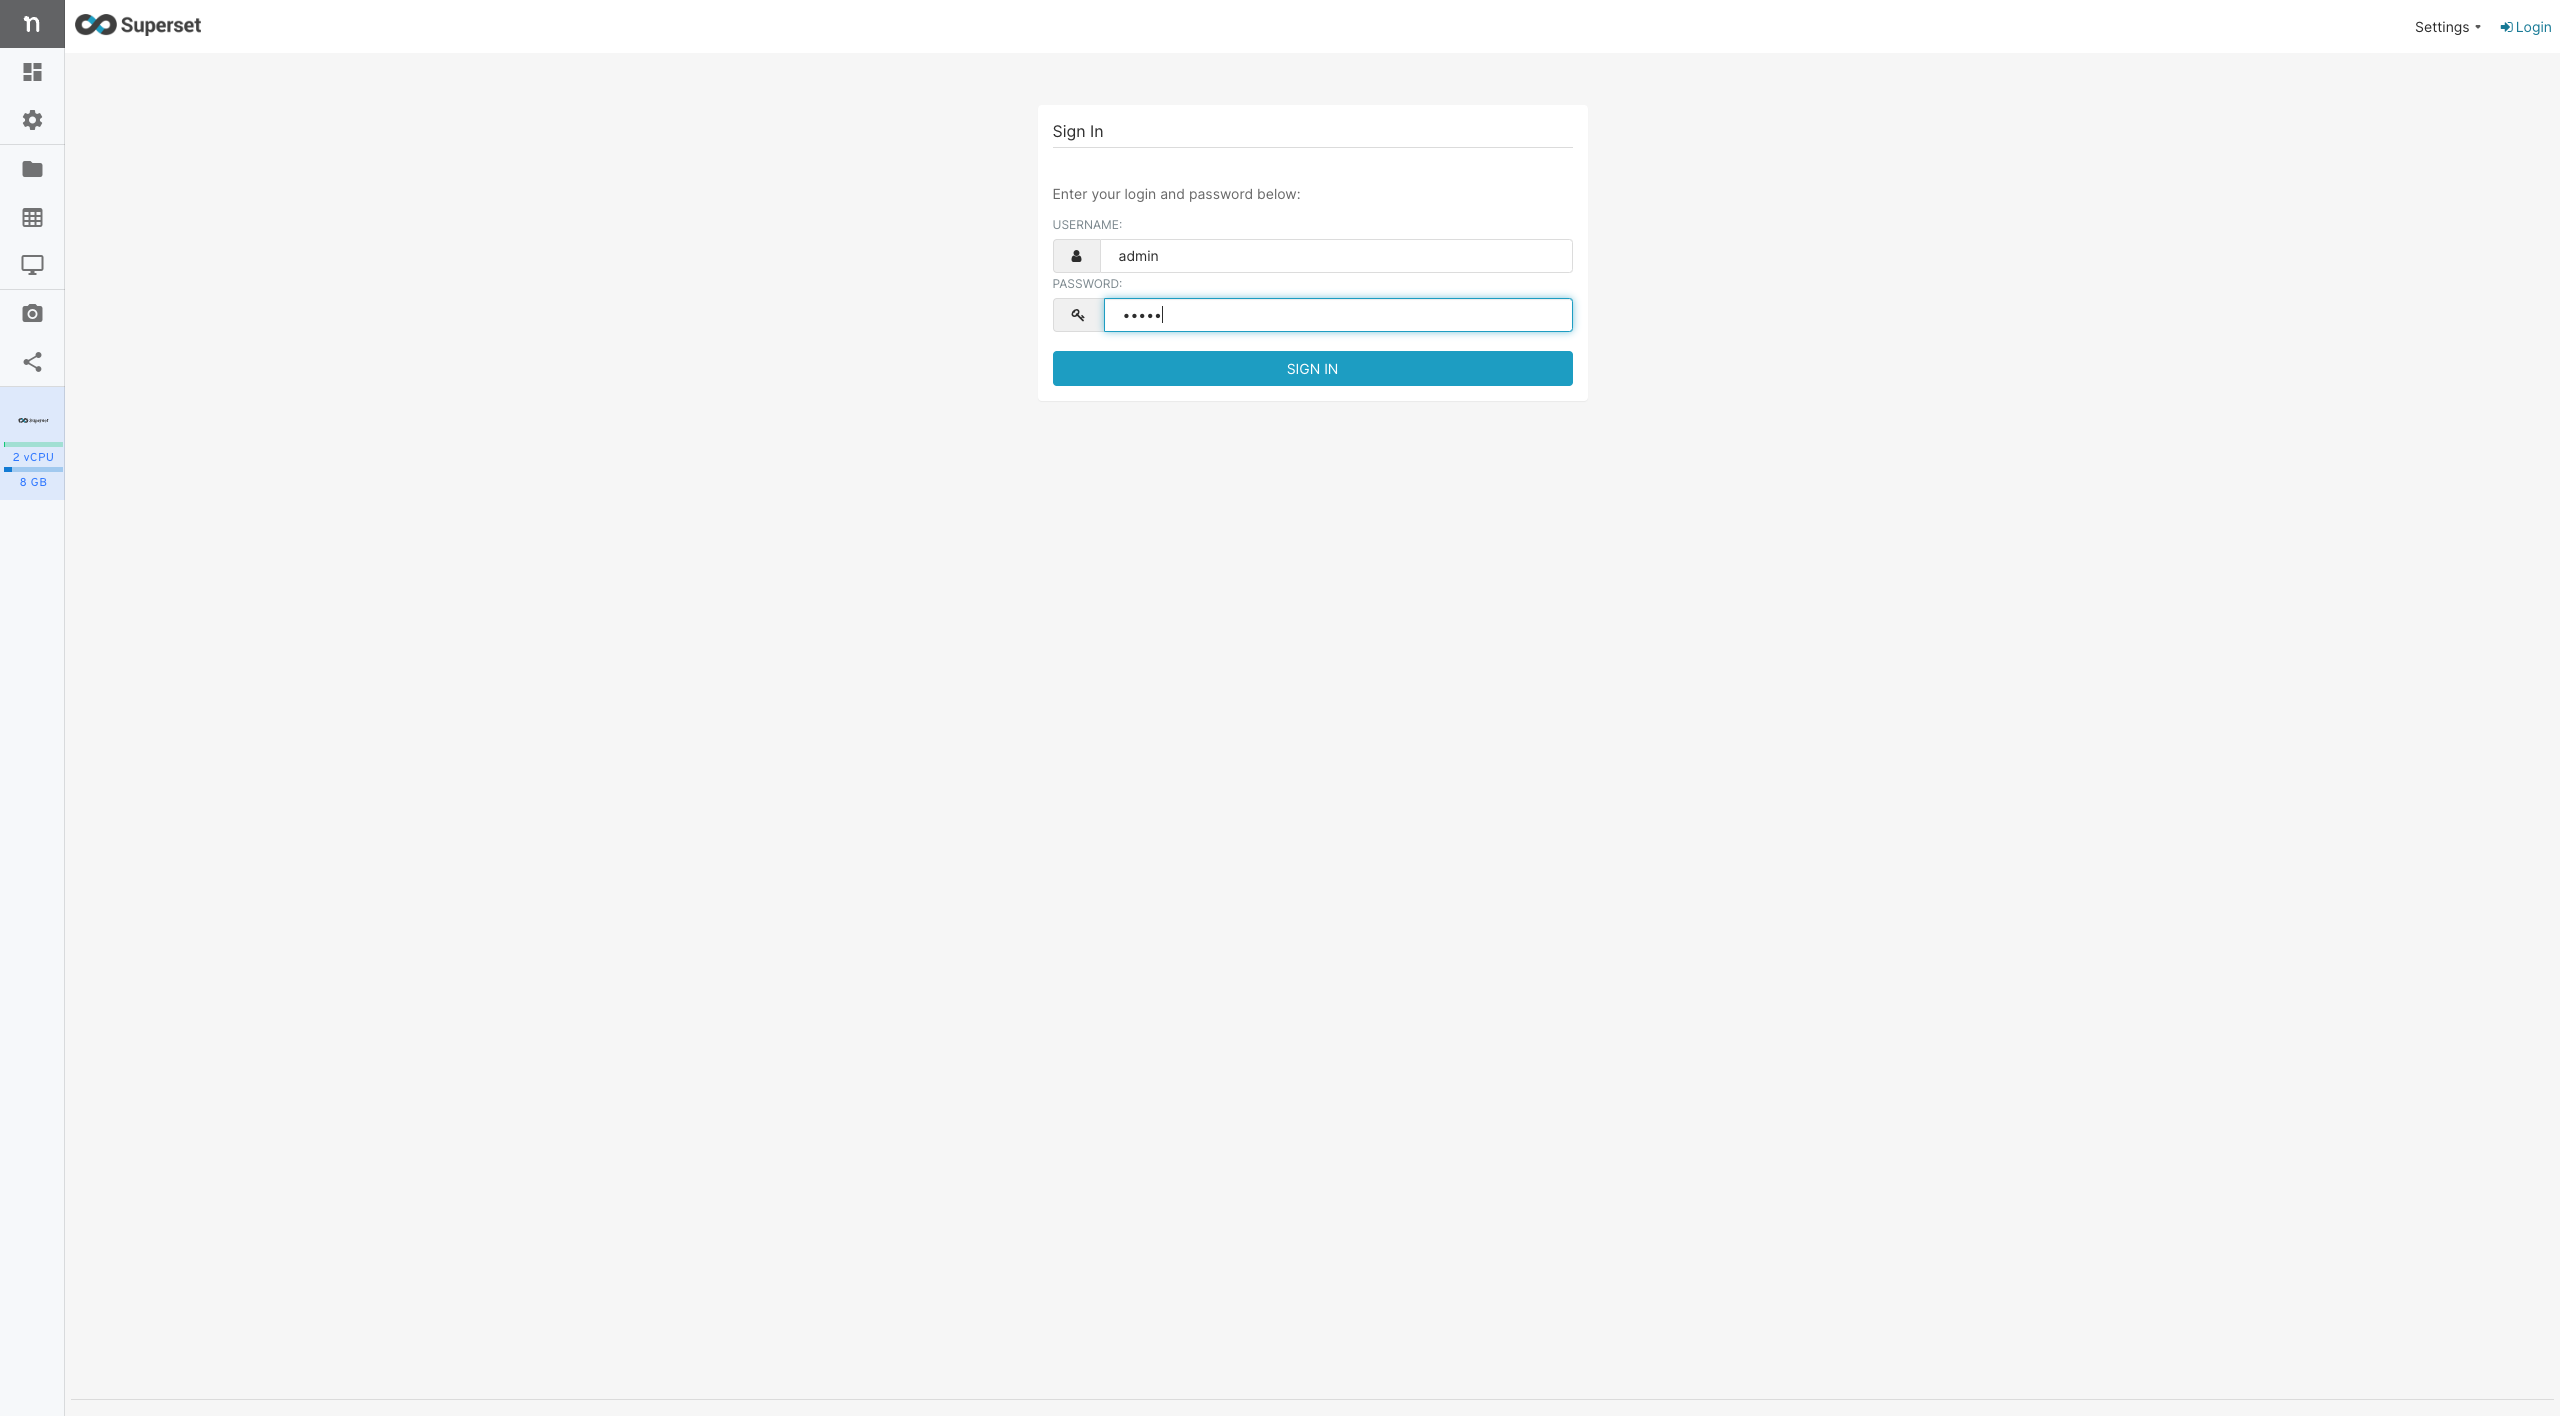 n
Superset
Settings
Login
Sign In
Enter your login and password below:
USERNAME:
admin
PASSWORD:
•••••
SIGN IN
Superset
2 vCPU
8 GB